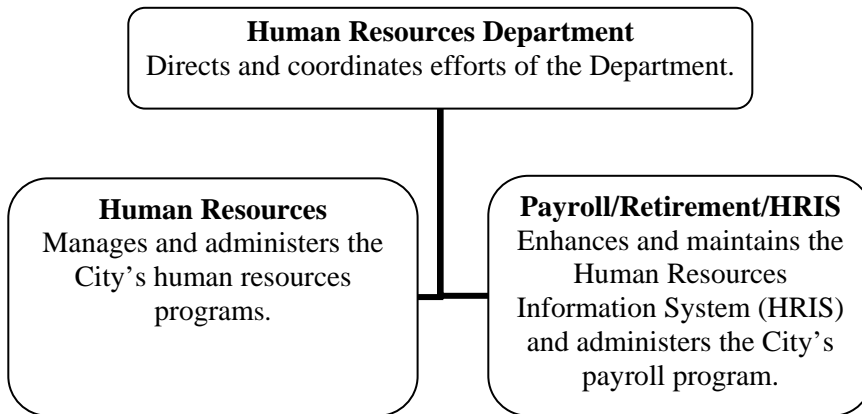 Human Resources Department
Directs and coordinates efforts of the Department.
Human Resources
Manages and administers the
City’s human resources
programs.
Payroll/Retirement/HRIS
Enhances and maintains the
Human Resources
Information System (HRIS)
and administers the City’s
payroll program.